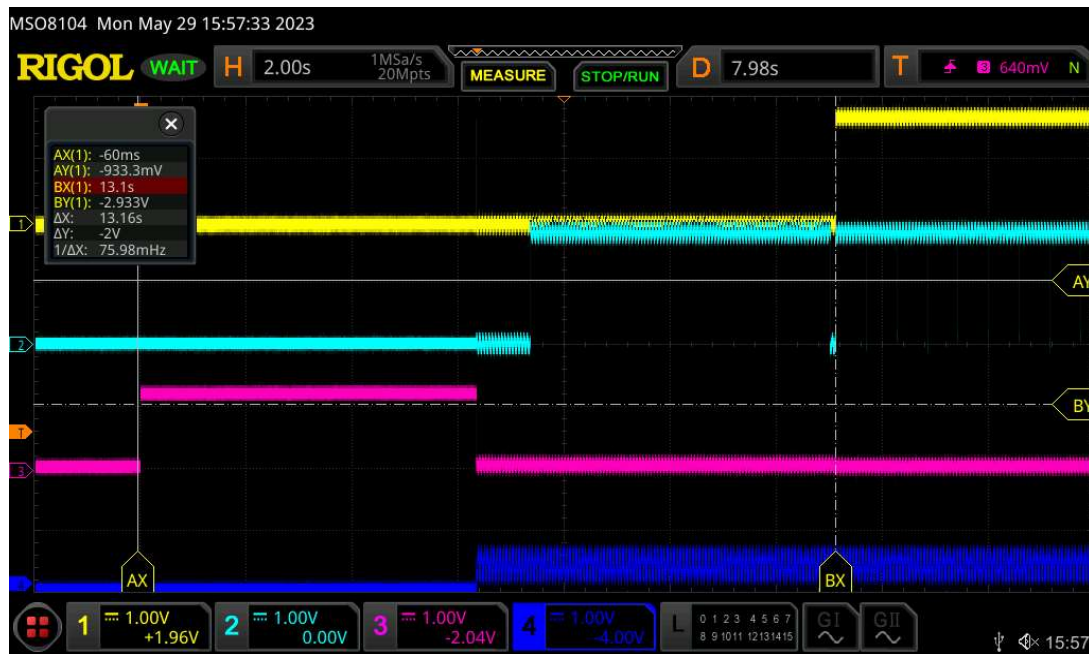 MSO8104 Mon May 29 15:57:33 2023
RIGOL WAIT H 2.00s 1MSa/s 20Mpts MEASURE STOP/RUN D 7.98s T 3 640mV N
AX(1): -60ms
AY(1): -933.3mV
BX(1): 13.1s
BY(1): -2.933V
ΔX: 13.16s
ΔY: -2V
1/ΔX: 75.98mHz
1
AY
2
BY
T
3
AX BX
4
1 1.00V +1.96V 2 1.00V 0.00V 3 1.00V -2.04V 4 1.00V -4.00V L 0 1 2 3 4 5 6 7 GI GII
8 9 10 11 12 13 14 15 15:57